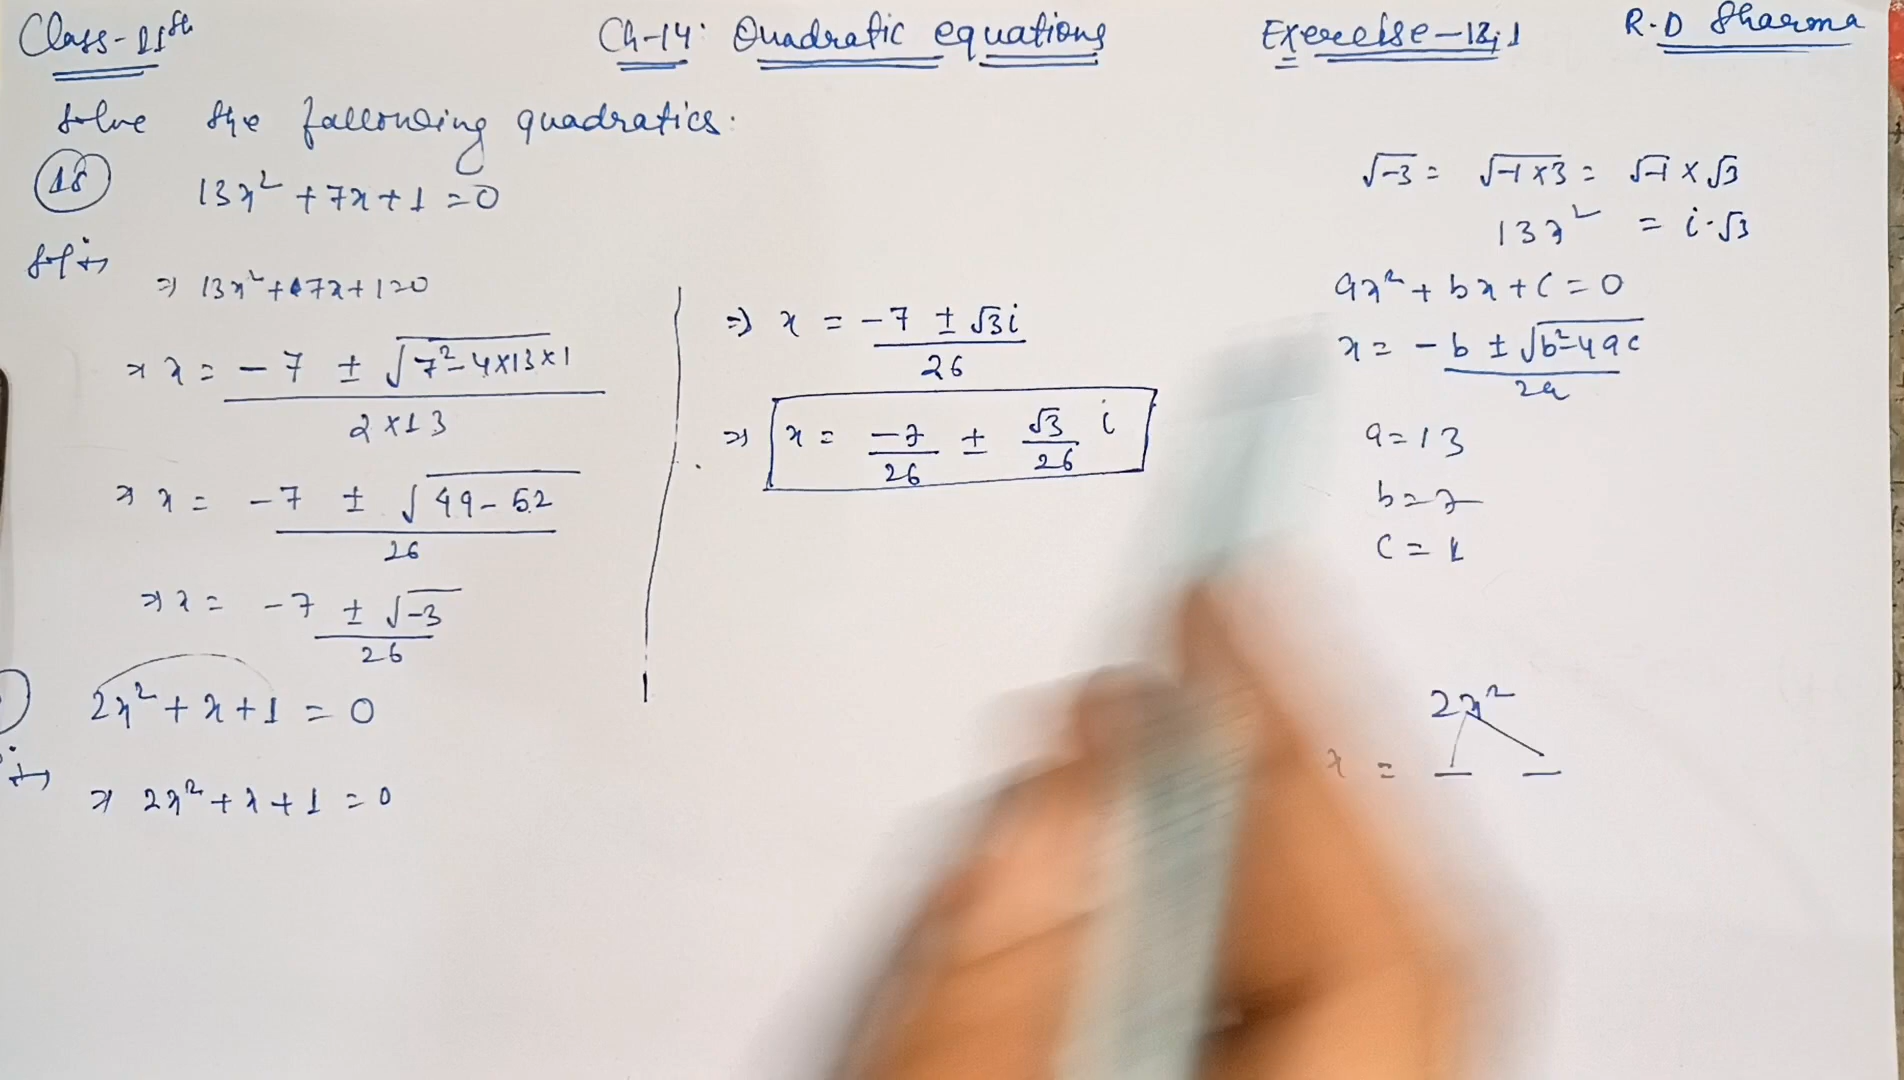 Class-11th Ch-14: Quadratic equations Exercise-13.1 R.D Sharma
Solve the following quadratics.
18 13x² + 7x + 1 = 0
Solⁿ
⇒ 13x² + 7x + 1 = 0
⇒ x = -7 ± √7² - 4×13×1
2 × 13
⇒ x = -7 ± √49 - 52
26
⇒ x = -7 ± √-3
26
2x² + x + 1 = 0
⇒ 2x² + x + 1 = 0
⇒ x = -7 ± √3i
26
⇒ x = -7/26 ± √3/26 i
√-3 = √-1×3 = √-1 × √3
13x² = i·√3
ax² + bx + c = 0
x = -b ± √b²-4ac
2a
a = 13
b = 7
c = 1
2x²
x =